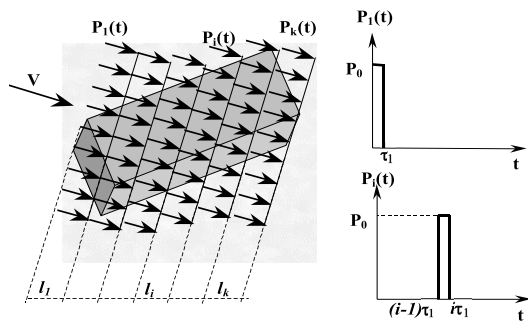 P₁(t)
Pᵢ(t)
Pₖ(t)
V
l₁
lᵢ
lₖ
P₁(t)
P₀
τ₁
t
Pᵢ(t)
P₀
(i-1)τ₁
iτ₁
t